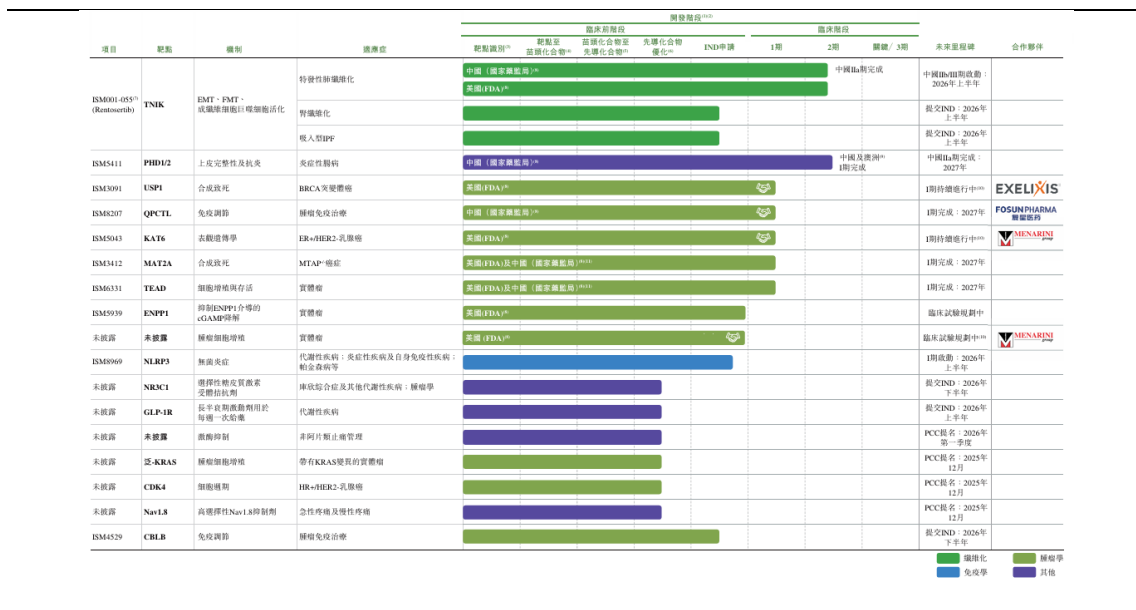 開發階段⁽¹⁾⁽²⁾
臨床前階段
臨床階段
項目 靶點 機制 適應症 靶點識別⁽³⁾ 靶點至苗頭化合物⁽⁴⁾ 苗頭化合物至先導化合物⁽⁵⁾ 先導化合物優化⁽⁶⁾ IND申請 1期 2期 關鍵/ 3期 未來里程碑 合作夥伴
ISM001-055⁽⁷⁾
(Rentosertib)
TNIK
EMT、FMT、
成纖維細胞巨噬細胞活化
特發性肺纖維化
中國（國家藥監局）⁽⁸⁾
美國(FDA)⁽⁸⁾
中國IIa期完成
中國IIb/III期啟動：
2026年上半年
腎纖維化
提交IND：2026年
上半年
吸入型IPF
提交IND：2026年
上半年
ISM5411 PHD1/2 上皮完整性及抗炎 炎症性腸病
中國（國家藥監局）⁽⁸⁾
中國及澳洲⁽⁹⁾
1期完成
中國IIa期完成：
2027年
ISM3091 USP1 合成致死 BRCA突變體癌
美國(FDA)⁽⁸⁾
1期持續進行中⁽¹⁰⁾
EXELIXIS
ISM8207 QPCTL 免疫調節 腫瘤免疫治療
中國（國家藥監局）⁽⁸⁾
1期完成：2027年
FOSUN PHARMA
復星医药
ISM5043 KAT6 表觀遺傳學 ER+/HER2-乳腺癌
美國(FDA)⁽⁸⁾
1期持續進行中⁽¹⁰⁾
MENARINI
group
ISM3412 MAT2A 合成致死 MTAP⁻/⁻癌症
美國(FDA)及中國（國家藥監局）⁽⁸⁾⁽¹¹⁾
1期完成：2027年
ISM6331 TEAD 細胞增殖與存活 實體瘤
美國(FDA)及中國（國家藥監局）⁽⁸⁾⁽¹¹⁾
1期完成：2027年
ISM5939 ENPP1
抑制ENPP1介導的
cGAMP降解
實體瘤
美國(FDA)⁽⁸⁾
臨床試驗規劃中
未披露 未披露 腫瘤細胞增殖 實體瘤
美國 (FDA)⁽⁸⁾
臨床試驗規劃中⁽¹⁰⁾
MENARINI
group
ISM8969 NLRP3 無菌炎症
代謝性疾病；炎症性疾病及自身免疫性疾病；
帕金森病等
1期啟動：2026年
上半年
未披露 NR3C1
選擇性糖皮質激素
受體拮抗劑
庫欣綜合症及其他代謝性疾病；腫瘤學
提交IND：2026年
下半年
未披露 GLP-1R
長半衰期激動劑用於
每週一次給藥
代謝性疾病
提交IND：2026年
上半年
未披露 未披露 激酶抑制 非阿片類止痛管理
PCC提名：2026年
第一季度
未披露 泛-KRAS 腫瘤細胞增殖 帶有KRAS變異的實體瘤
PCC提名：2025年
12月
未披露 CDK4 細胞週期 HR+/HER2-乳腺癌
PCC提名：2025年
12月
未披露 Nav1.8 高選擇性Nav1.8抑制劑 急性疼痛及慢性疼痛
PCC提名：2025年
12月
ISM4529 CBLB 免疫調節 腫瘤免疫治療
提交IND：2026年
下半年
纖維化 腫瘤學
免疫學 其他